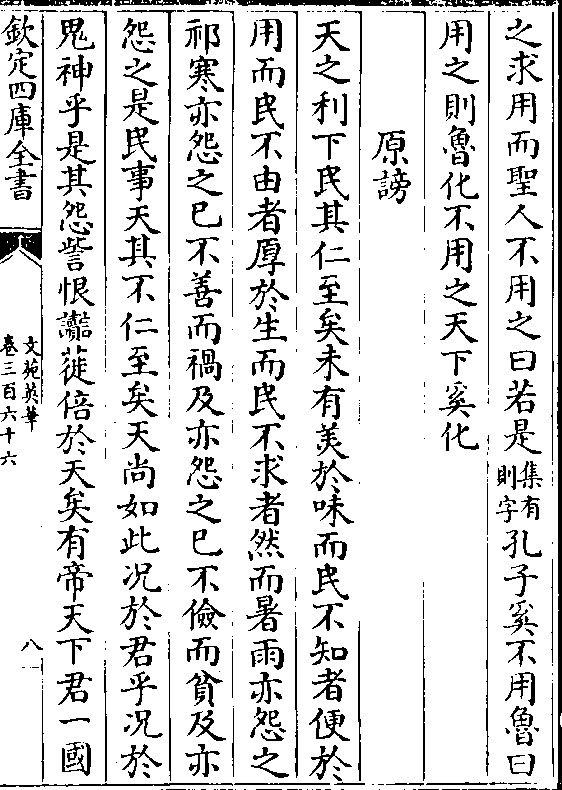 之求用而聖人不用之曰若是集有則字孔子奚不用魯曰
用之則魯化不用之天下奚化
原謗
天之利下民其仁至矣未有美於味而民不知者便於
用而民不由者厚於生而民不求者然而暑雨亦怨之
祁寒亦怨之已不善而禍及亦怨之已不儉而貧及亦
怨之是民事天其不仁至矣天尚如此况於君乎况於
鬼神乎是其怨訾恨讟蓰倍於天矣有帝天下君一國
欽定四庫全書
文苑英華
卷三百六十六
八